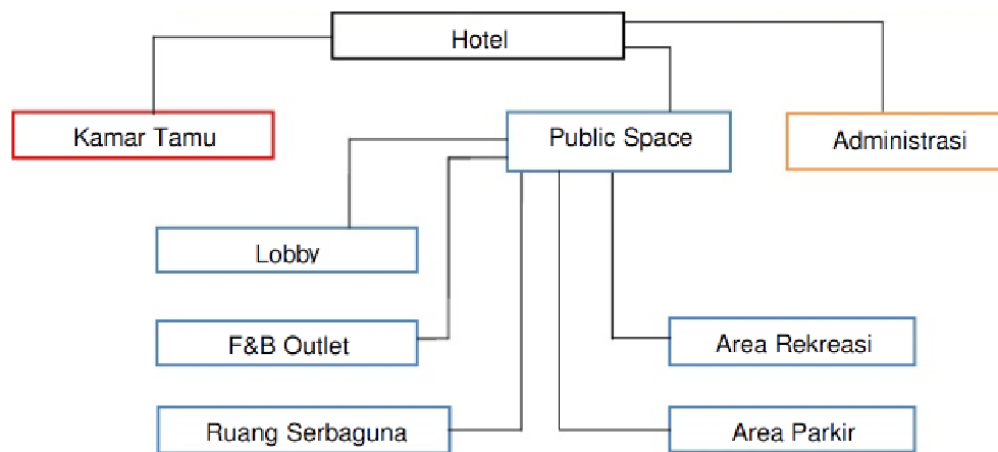 Hotel
Kamar Tamu
Public Space
Administrasi
Lobby
F&B Outlet
Area Rekreasi
Ruang Serbaguna
Area Parkir